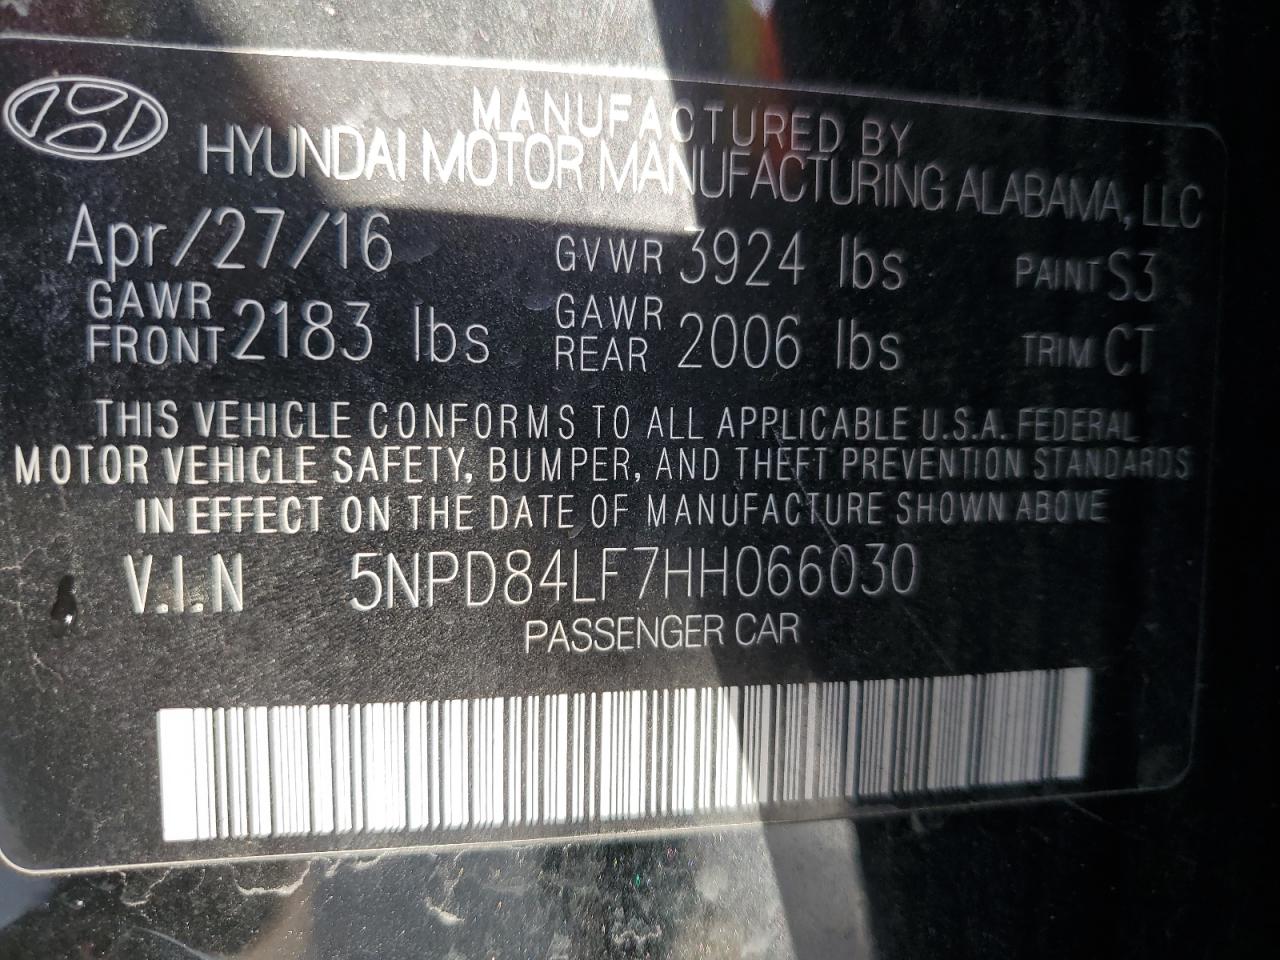 MANUFACTURED BY
HYUNDAI MOTOR MANUFACTURING ALABAMA, LLC
Apr/27/16 GVWR 3924 lbs PAINT S3
GAWR FRONT 2183 lbs GAWR REAR 2006 lbs TRIM CT
THIS VEHICLE CONFORMS TO ALL APPLICABLE U.S.A. FEDERAL
MOTOR VEHICLE SAFETY, BUMPER, AND THEFT PREVENTION STANDARDS
IN EFFECT ON THE DATE OF MANUFACTURE SHOWN ABOVE
V.I.N 5NPD84LF7HH066030
PASSENGER CAR